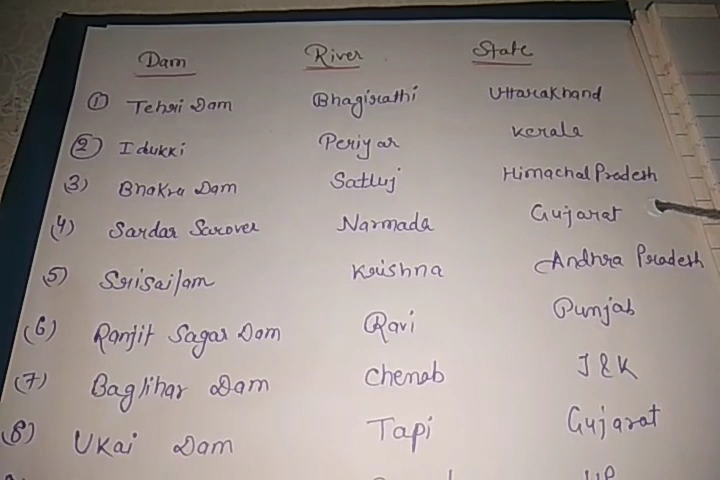 Dam River State
① Tehri Dam Bhagirathi Uttarakhand
② Idukki Periyar Kerala
3) Bhakra Dam Satluj Himachal Pradesh
(4) Sardar Sarover Narmada Gujarat
(5) Srisailam Krishna Andhra Pradesh
(6) Ranjit Sagar Dam Ravi Punjab
(7) Baglihar Dam Chenab J & K
(8) Ukai Dam Tapi Gujarat
UP